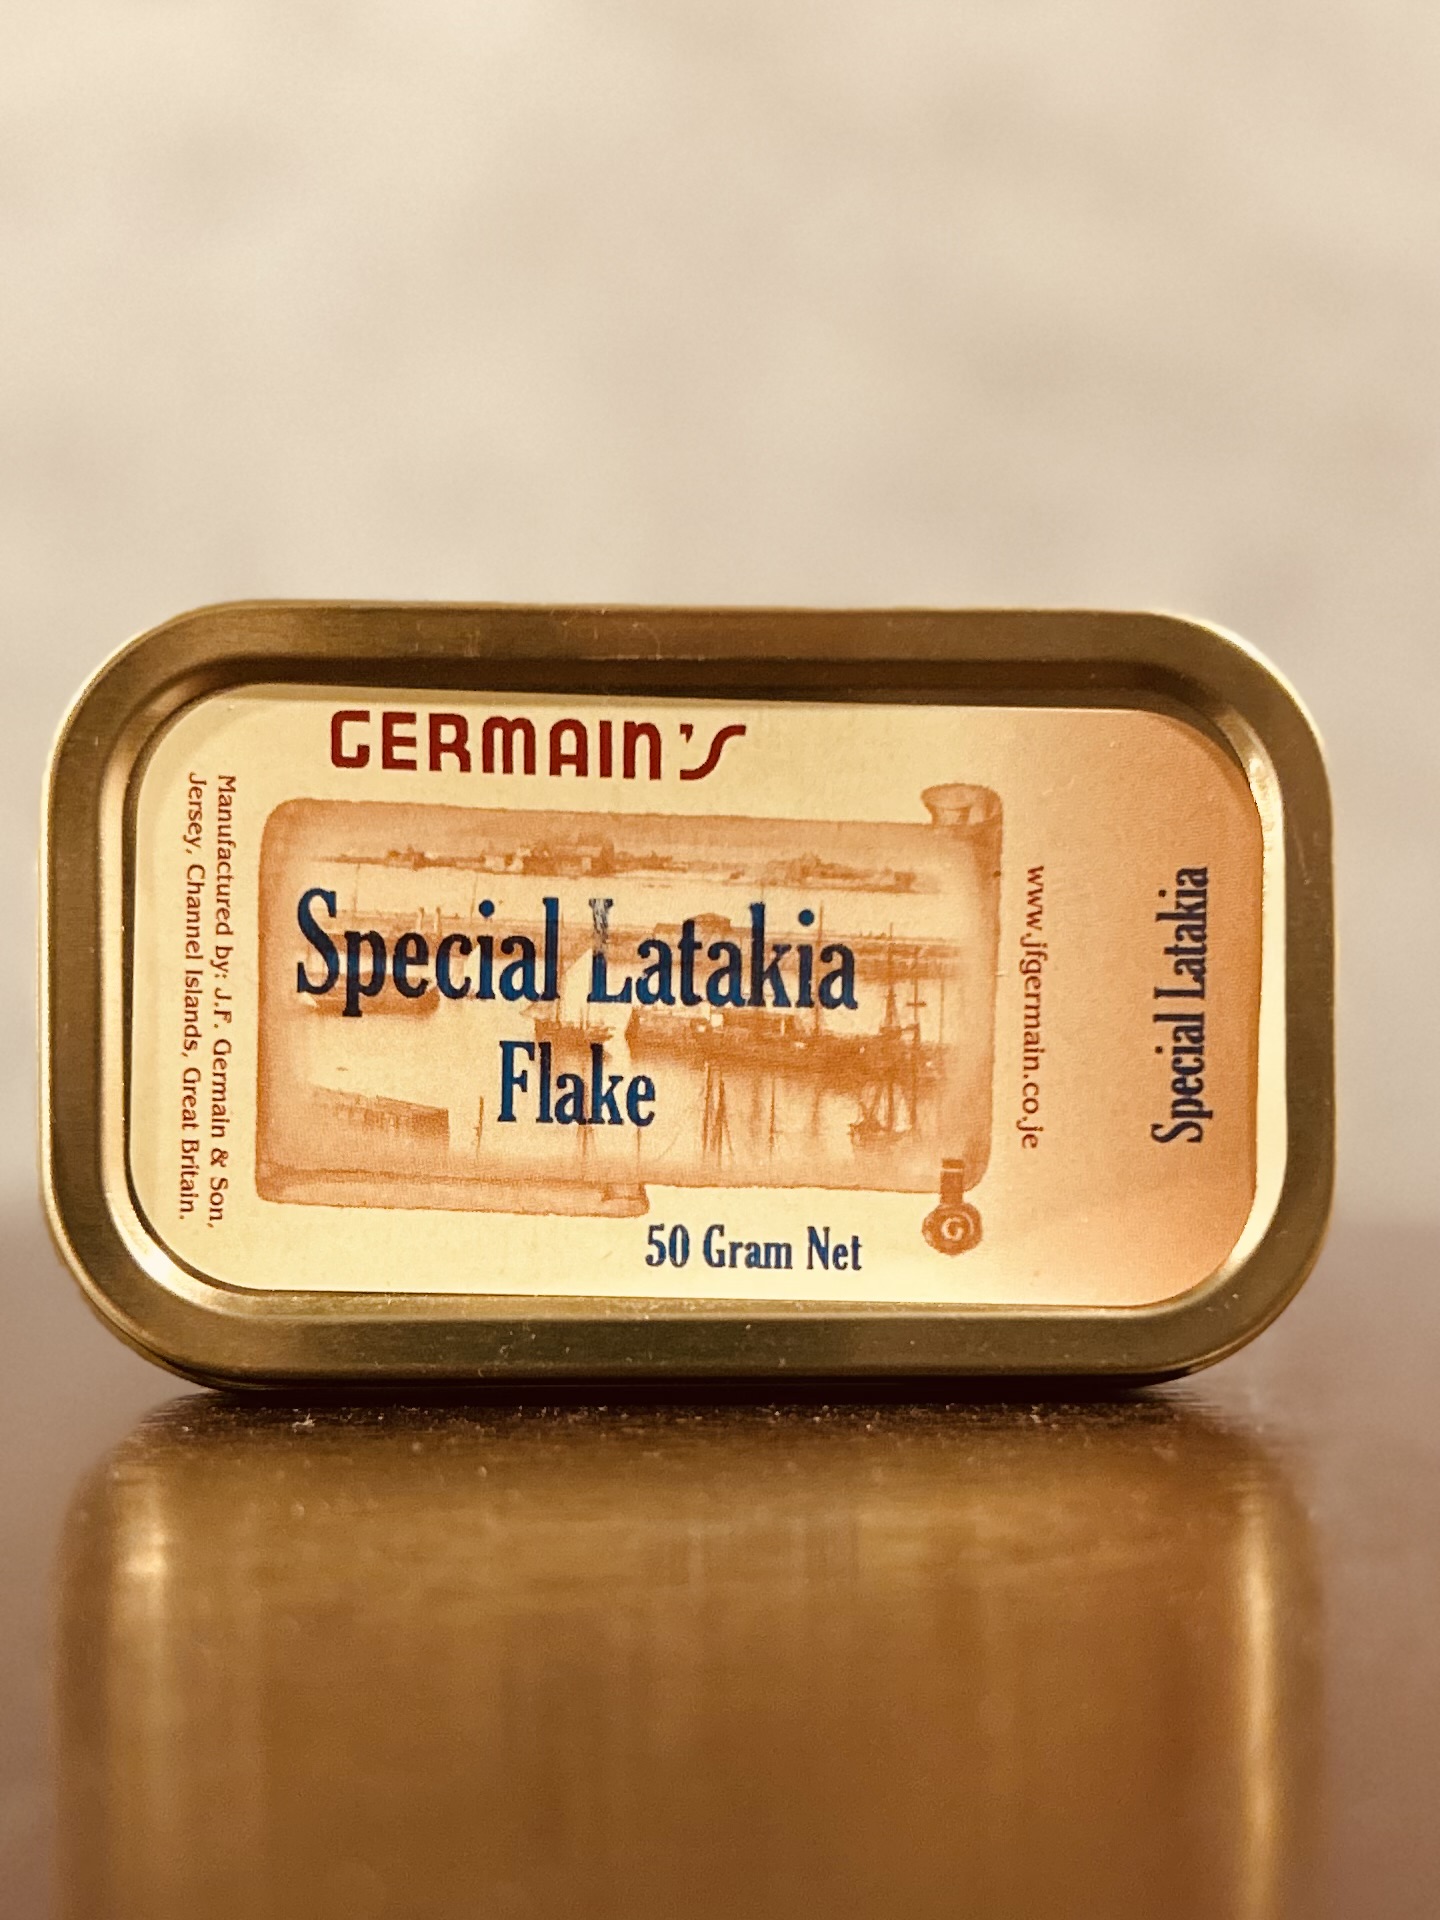 GERMAIN'S
Manufactured by: J.F. Germain & Son,
Jersey, Channel Islands, Great Britain.
Special Latakia
Flake
50 Gram Net
G
www.jfgermain.co.je
Special Latakia